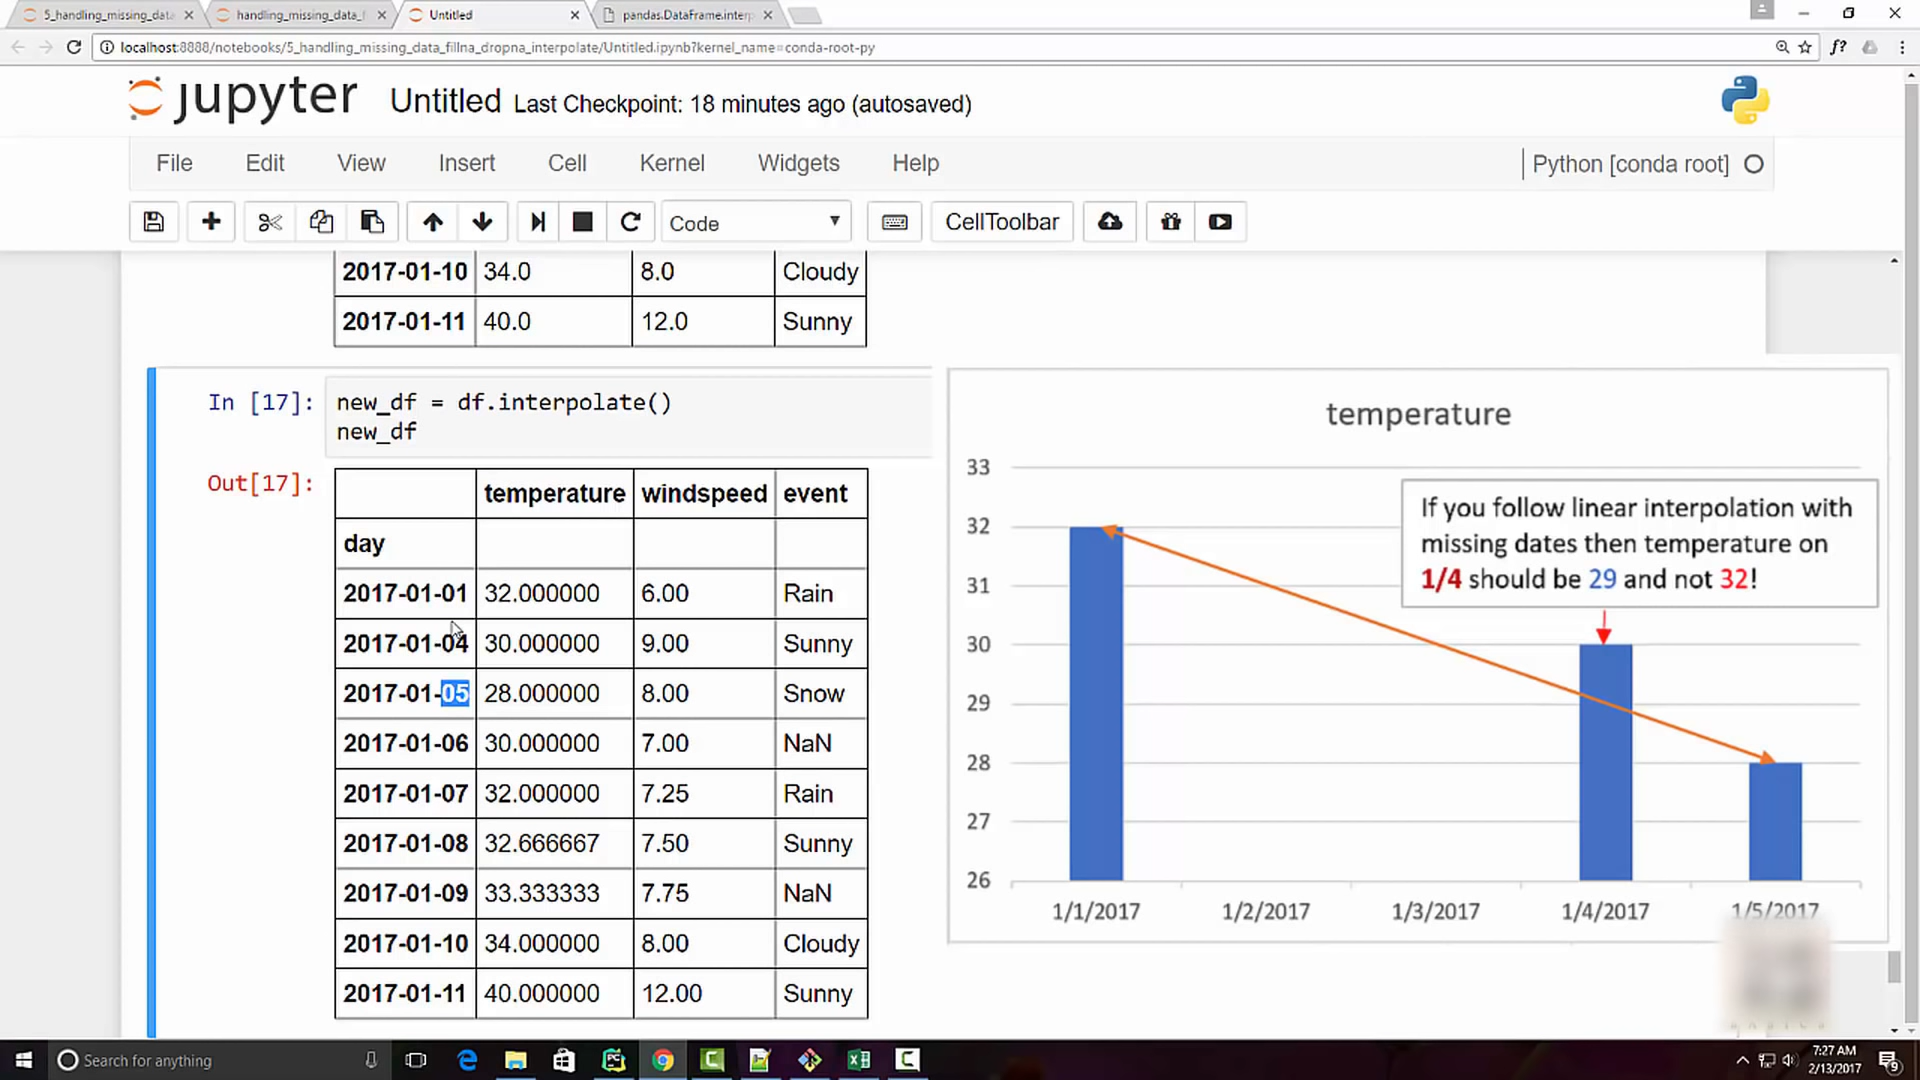 5_handling_missing_data
handling_missing_data_f
Untitled
pandas.DataFrame.interp
localhost:8888/notebooks/5_handling_missing_data_fillna_dropna_interpolate/Untitled.ipynb?kernel_name=conda-root-py
f?
jupyter Untitled Last Checkpoint: 18 minutes ago (autosaved)
File Edit View Insert Cell Kernel Widgets Help Python [conda root]
Code CellToolbar
2017-01-10 34.0 8.0 Cloudy
2017-01-11 40.0 12.0 Sunny
In [17]: new_df = df.interpolate()
new_df
Out[17]:
temperature windspeed event
day
2017-01-01 32.000000 6.00 Rain
2017-01-04 30.000000 9.00 Sunny
2017-01-05 28.000000 8.00 Snow
2017-01-06 30.000000 7.00 NaN
2017-01-07 32.000000 7.25 Rain
2017-01-08 32.666667 7.50 Sunny
2017-01-09 33.333333 7.75 NaN
2017-01-10 34.000000 8.00 Cloudy
2017-01-11 40.000000 12.00 Sunny
temperature
33
32
31
30
29
28
27
26
If you follow linear interpolation with
missing dates then temperature on
1/4 should be 29 and not 32!
1/1/2017 1/2/2017 1/3/2017 1/4/2017 1/5/2017
Search for anything
7:27 AM
2/13/2017
9